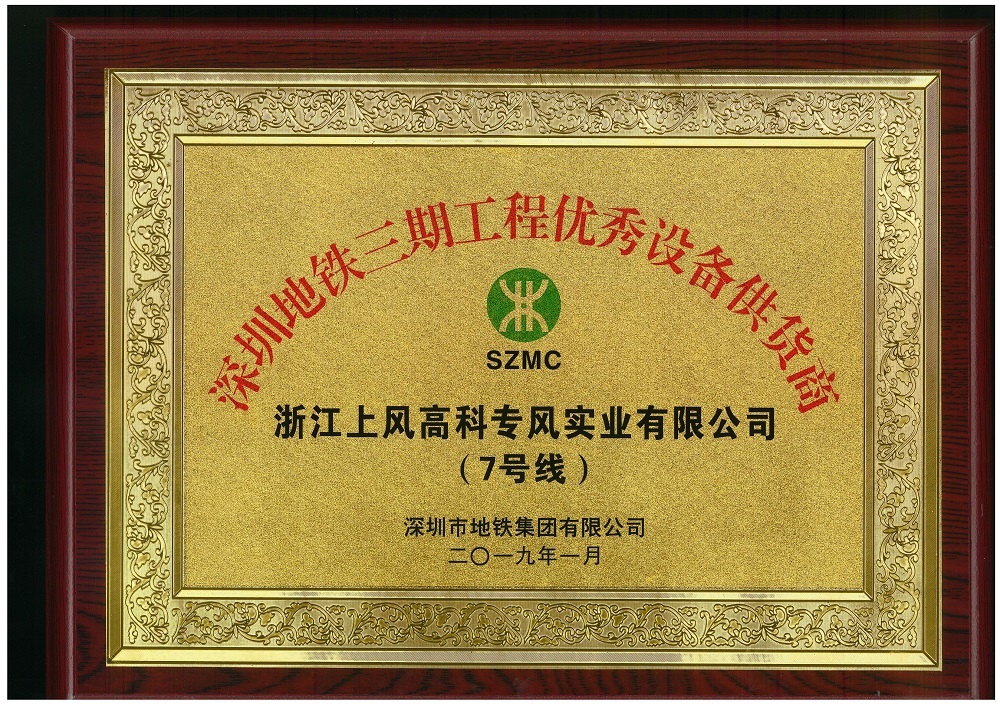 深圳地铁三期工程优秀设备供货商
SZMC
浙江上风高科专风实业有限公司
（7号线）
深圳市地铁集团有限公司
二〇一九年一月